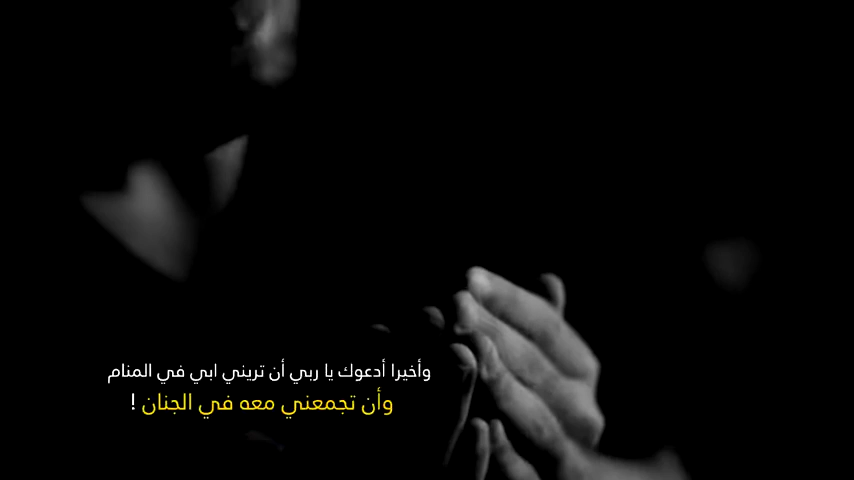 وأخيرا أدعوك يا ربي أن تريني ابي في المنام
وأن تجمعني معه في الجنان !